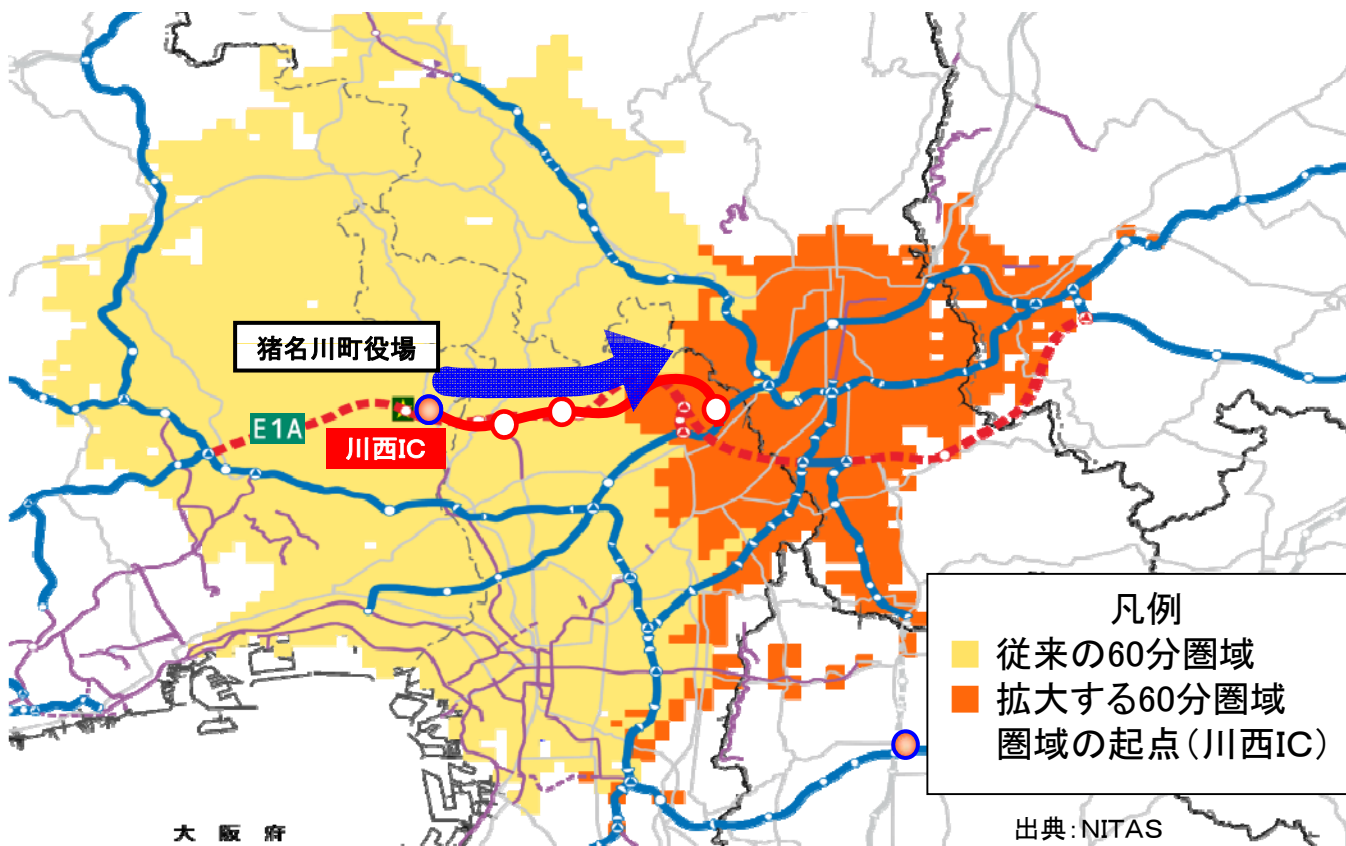 猪名川町役場
E1A
川西IC
凡例
従来の60分圏域
拡大する60分圏域
圏域の起点(川西IC)
大阪府
出典:NITAS